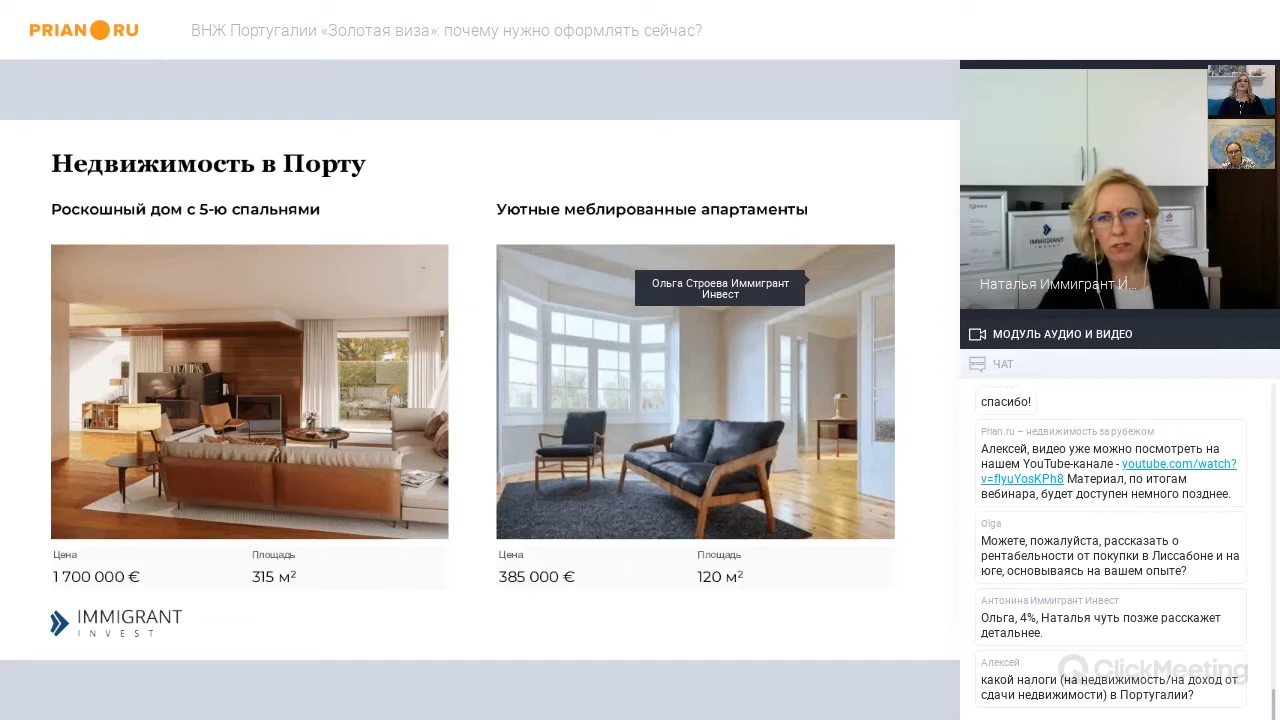 PRIAN RU
ВНЖ Португалии «Золотая виза»: почему нужно оформлять сейчас?
Недвижимость в Порту
Роскошный дом с 5-ю спальнями
Уютные меблированные апартаменты
Ольга Строева Иммигрант
Инвест
Цена
Площадь
1 700 000 €
315 м²
Цена
Площадь
385 000 €
120 м²
IMMIGRANT
INVEST
IMMIGRANT
INVEST
Наталья Иммигрант И...
МОДУЛЬ АУДИО И ВИДЕО
ЧАТ
спасибо!
Prian.ru – недвижимость за рубежом
Алексей, видео уже можно посмотреть на
нашем YouTube-канале - youtube.com/watch?
v=flyuYosKPh8 Материал, по итогам
вебинара, будет доступен немного позднее.
Olga
Можете, пожалуйста, рассказать о
рентабельности от покупки в Лиссабоне и на
юге, основываясь на вашем опыте?
Антонина Иммигрант Инвест
Ольга, 4%, Наталья чуть позже расскажет
детальнее.
Алексей
какой налоги (на недвижимость/на доход от
сдачи недвижимости) в Португалии?
ClickMeeting